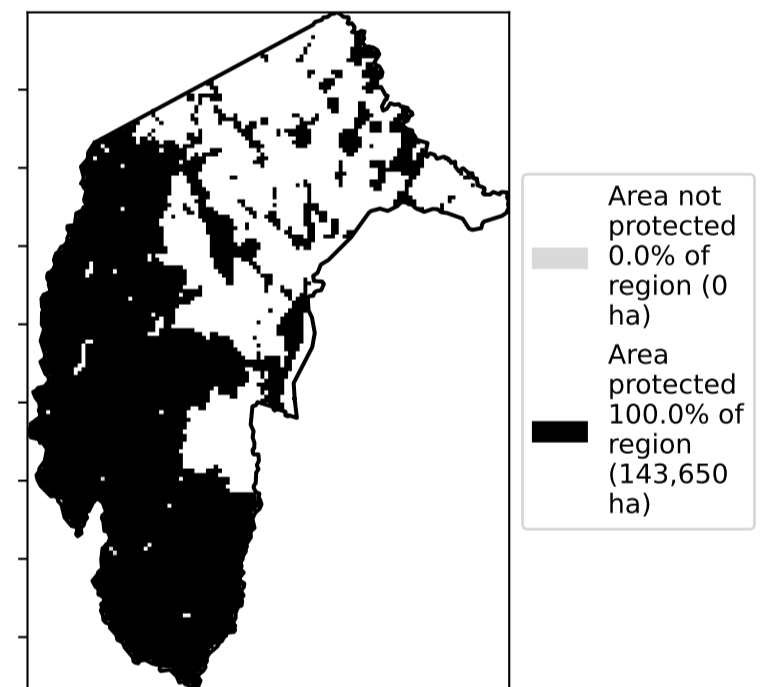 Area not
protected
0.0% of
region (0
ha)
Area
protected
100.0% of
region
(143,650
ha)